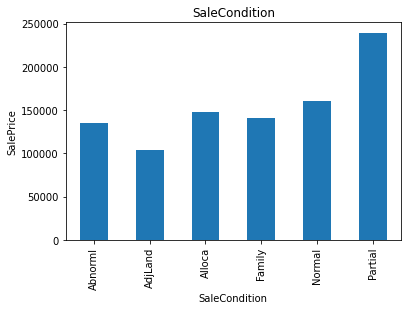 SaleCondition
250000
200000
150000
100000
50000
0
SalePrice
Abnorml
AdjLand
Alloca
Family
Normal
Partial
SaleCondition